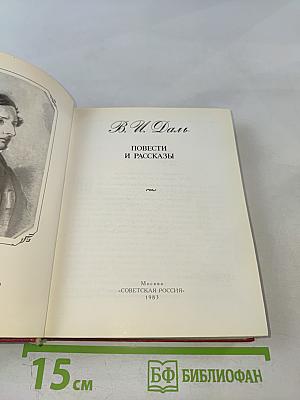 В. И. Даль
ПОВЕСТИ
И РАССКАЗЫ
Москва
«СОВЕТСКАЯ РОССИЯ»
1983
15 см
БФ БИБЛИОФАН